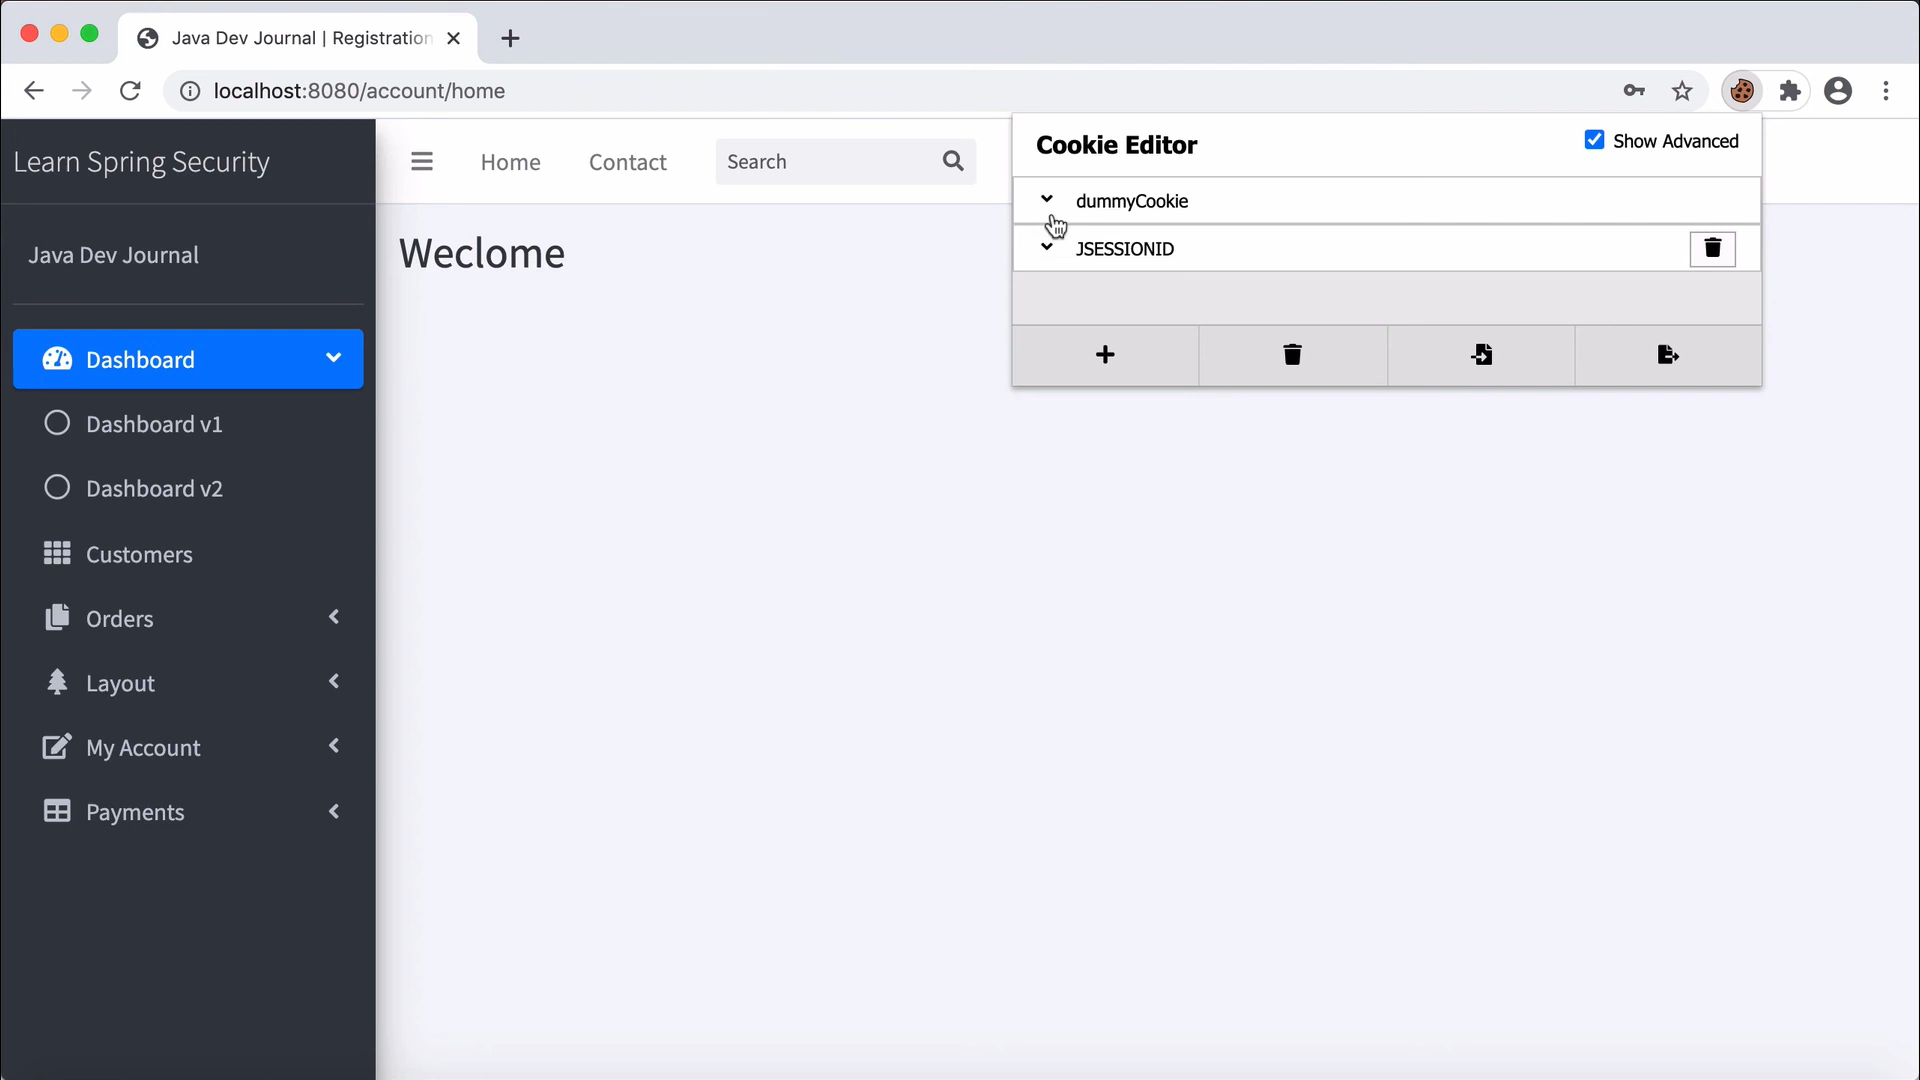 Java Dev Journal | Registration
localhost:8080/account/home
Learn Spring Security
Home
Contact
Search
Cookie Editor
Show Advanced
dummyCookie
JSESSIONID
Java Dev Journal
Weclome
Dashboard
Dashboard v1
Dashboard v2
Customers
Orders
Layout
My Account
Payments